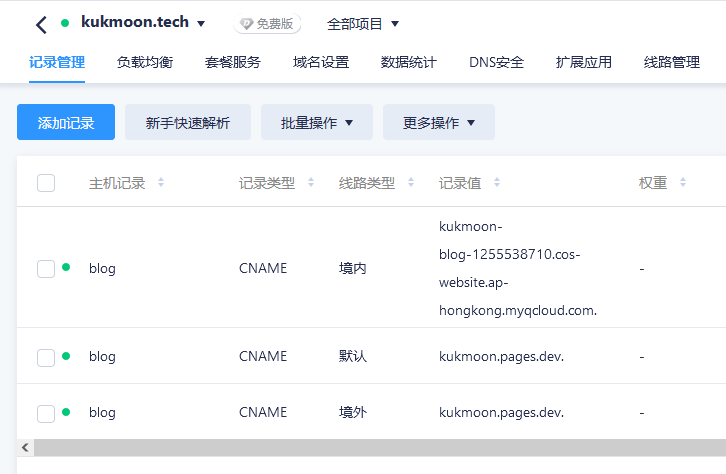 kukmoon.tech 免费版 全部项目
记录管理 负载均衡 套餐服务 域名设置 数据统计 DNS安全 扩展应用 线路管理
添加记录 新手快速解析 批量操作 更多操作
主机记录 记录类型 线路类型 记录值 权重
kukmoon-
blog-1255538710.cos-
blog CNAME 境内 -
website.ap-
hongkong.myqcloud.com.
blog CNAME 默认 kukmoon.pages.dev. -
blog CNAME 境外 kukmoon.pages.dev. -